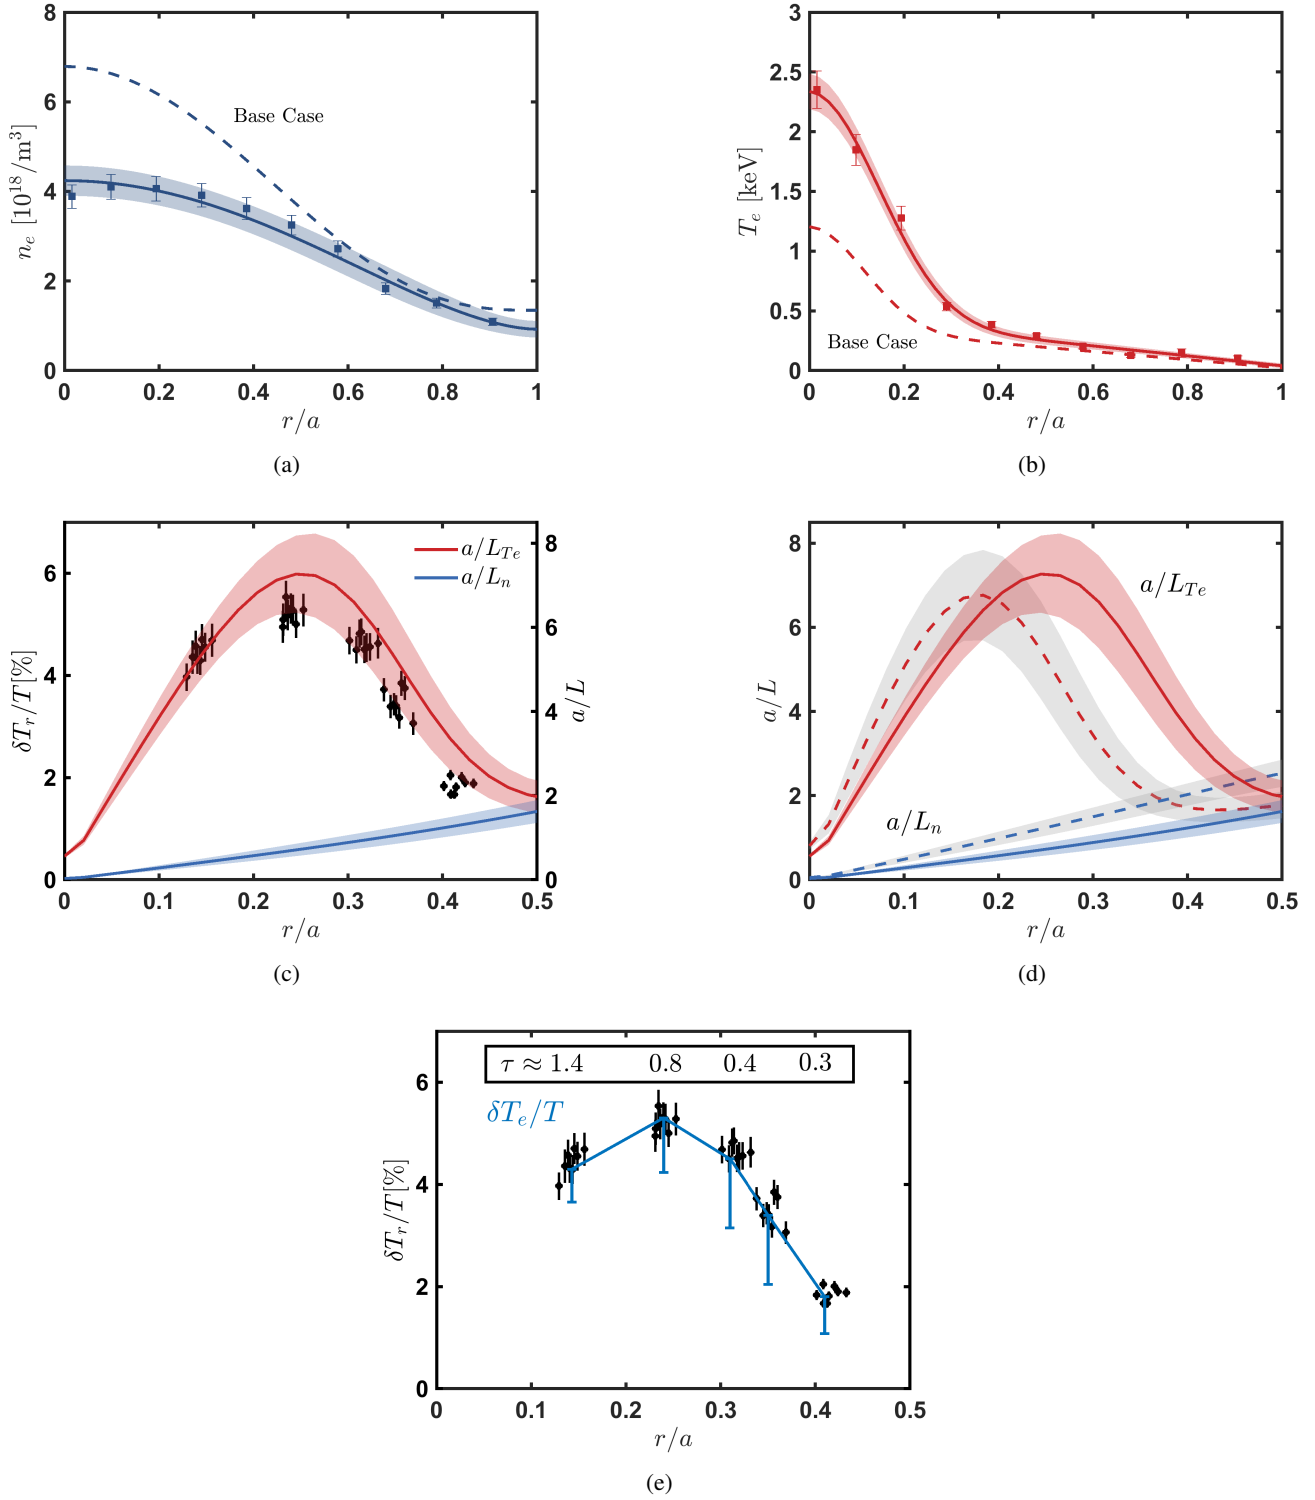 8
6
4
2
0
n_e [10^18/m^3]
Base Case
0 0.2 0.4 0.6 0.8 1
r/a
(a)
3
2.5
2
1.5
1
0.5
0
T_e [keV]
Base Case
0 0.2 0.4 0.6 0.8 1
r/a
(b)
6
4
2
0
δT_r/T[%]
a/L_Te
a/L_n
8
6
4
2
0
a/L
0 0.1 0.2 0.3 0.4 0.5
r/a
(c)
8
6
4
2
0
a/L
a/L_Te
a/L_n
0 0.1 0.2 0.3 0.4 0.5
r/a
(d)
τ ≈ 1.4 0.8 0.4 0.3
δT_e/T
6
4
2
0
δT_r/T[%]
0 0.1 0.2 0.3 0.4 0.5
r/a
(e)